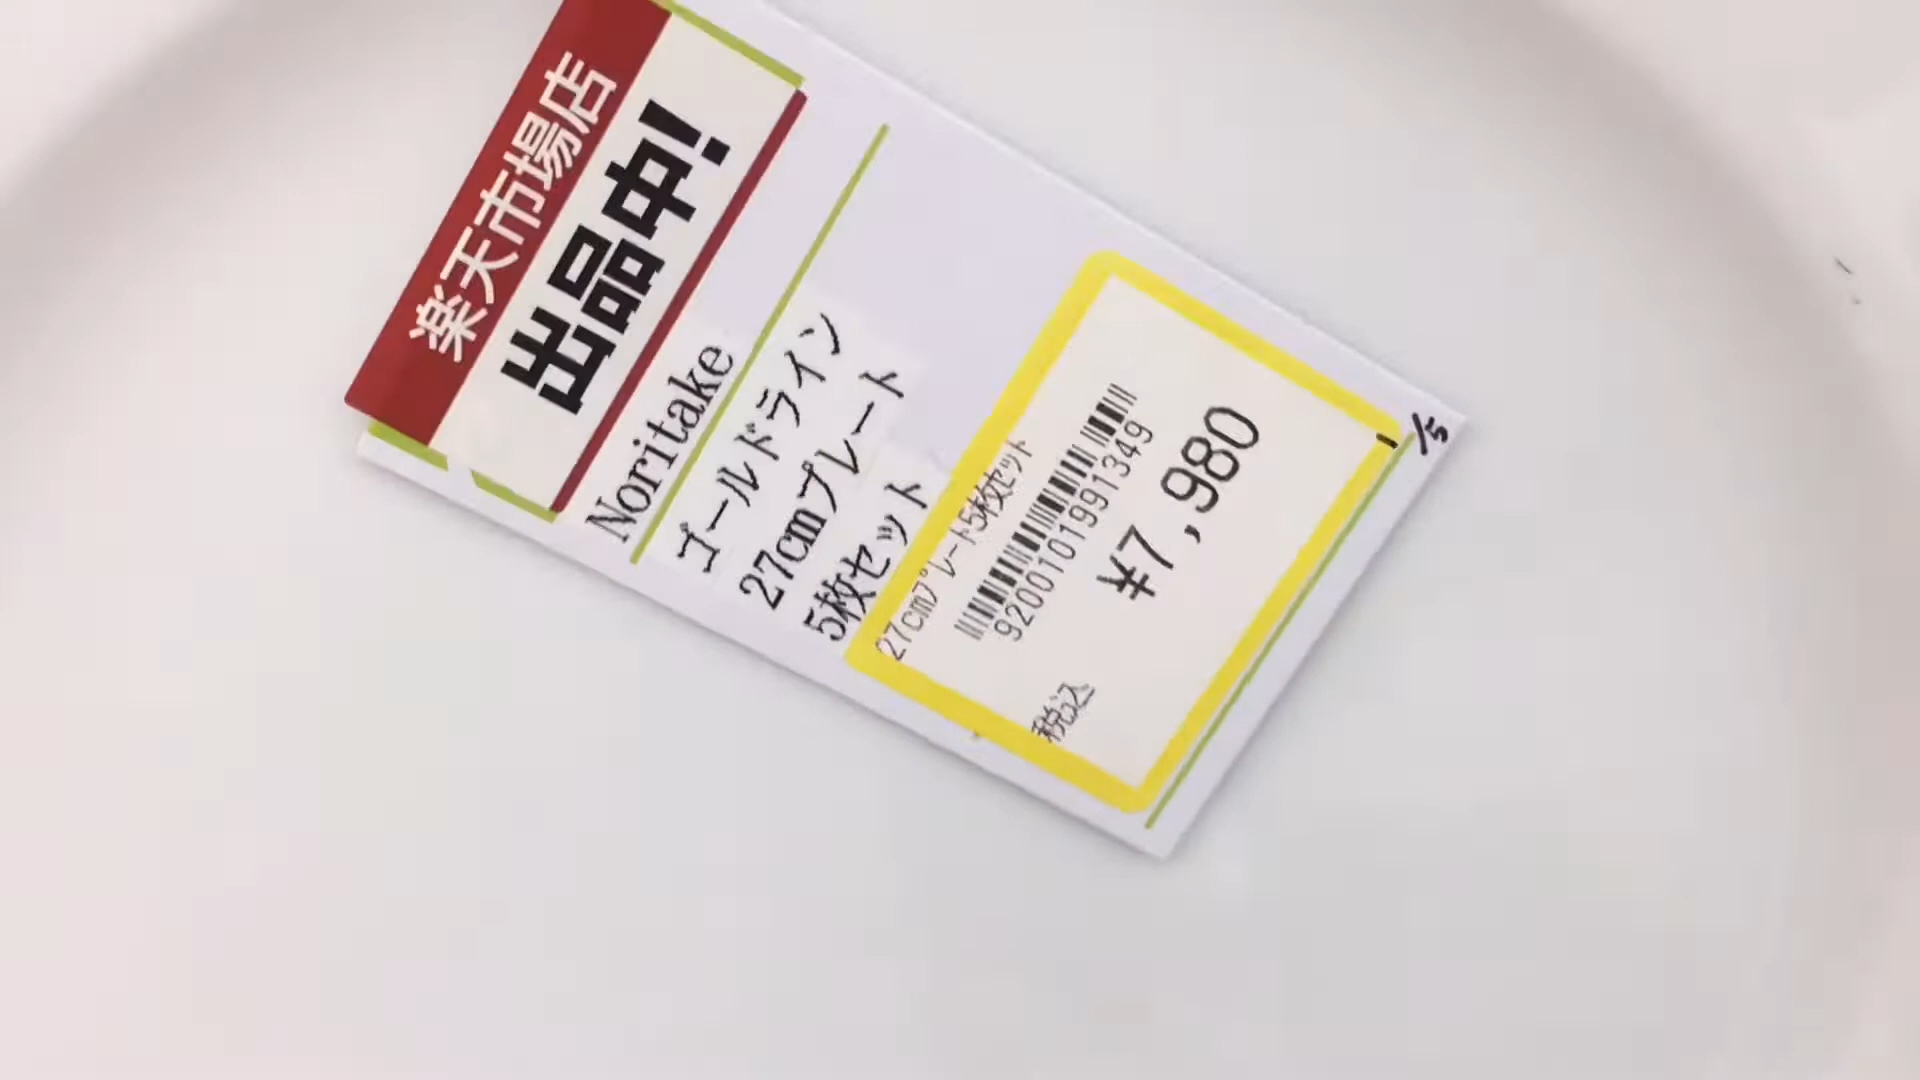 楽天市場店
出品中!
Noritake
ゴールドライン
27cmプレート
5枚セット
27cmプレート5枚セット
9200101991349
¥7,980
税込
1/5